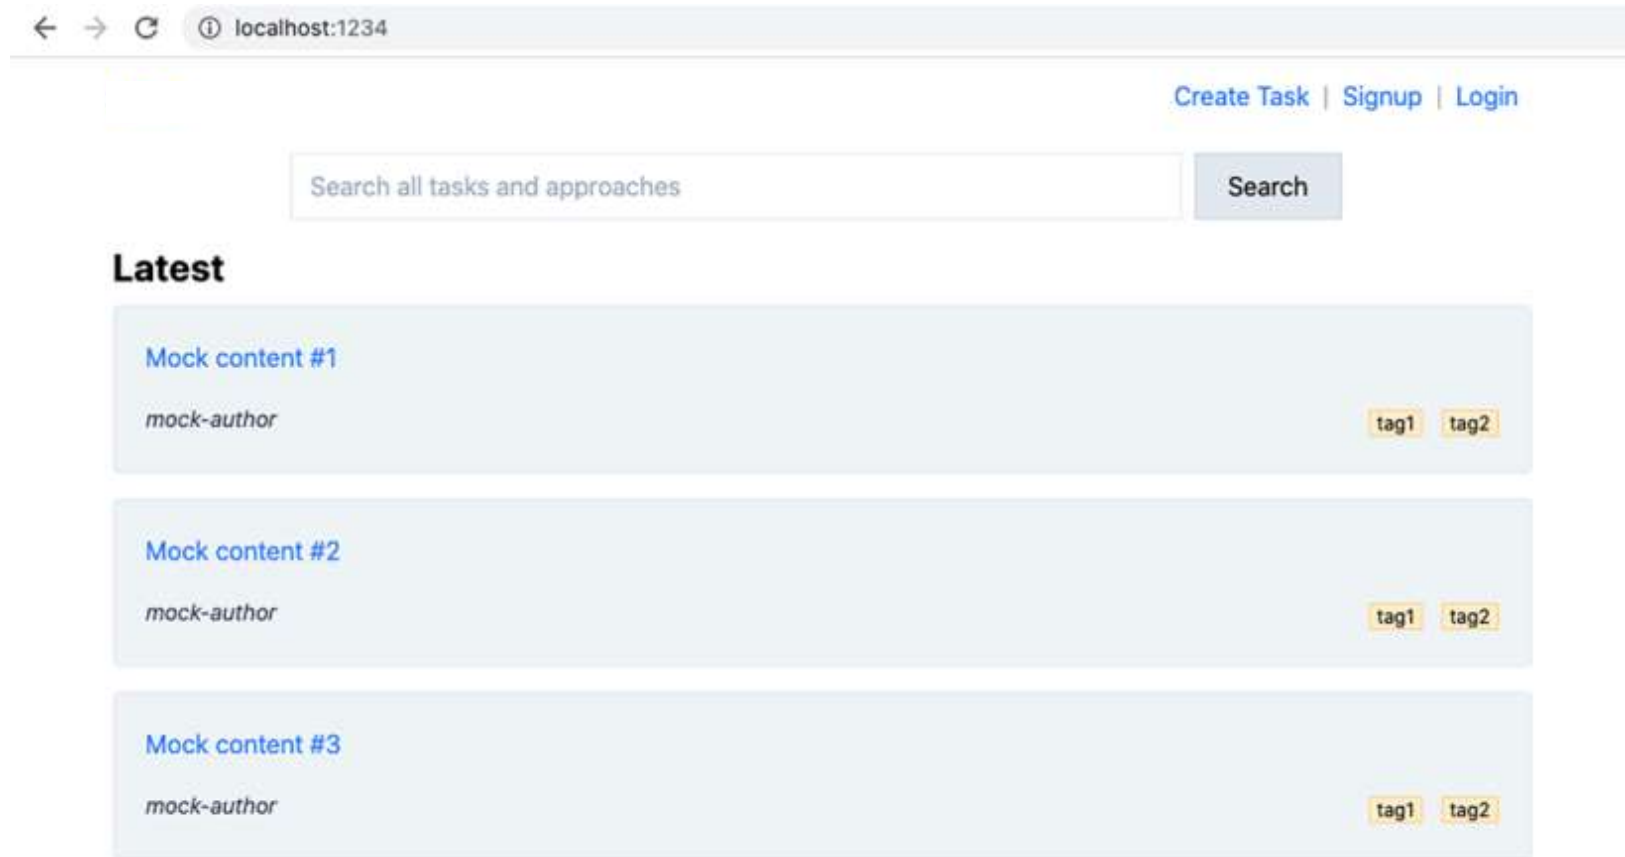 localhost:1234
Create Task | Signup | Login
Search all tasks and approaches Search
Latest
Mock content #1
mock-author tag1 tag2
Mock content #2
mock-author tag1 tag2
Mock content #3
mock-author tag1 tag2